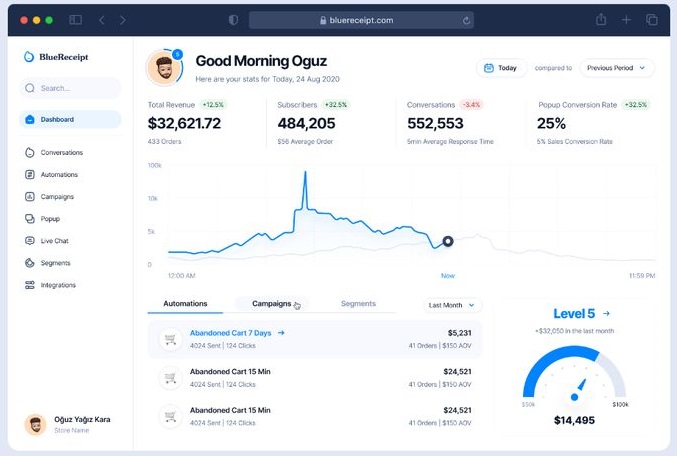 bluereceipt.com
BlueReceipt
Search...
Dashboard
Conversations
Automations
Campaigns
Popup
Live Chat
Segments
Integrations
Oğuz Yağız Kara
Store Name
5
Good Morning Oguz
Here are your stats for Today, 24 Aug 2020
Today
compared to
Previous Period
Total Revenue +12.5%
$32,621.72
433 Orders
Subscribers +32.5%
484,205
$56 Average Order
Conversations -3.4%
552,553
5min Average Response Time
Popup Conversion Rate +32.5%
25%
5% Sales Conversion Rate
100k
10k
5k
0
12:00 AM
Now
11:59 PM
Automations
Campaigns
Segments
Last Month
Abandoned Cart 7 Days
4024 Sent | 124 Clicks
$5,231
41 Orders | $150 AOV
Abandoned Cart 15 Min
4024 Sent | 124 Clicks
$24,521
41 Orders | $150 AOV
Abandoned Cart 15 Min
4024 Sent | 124 Clicks
$24,521
41 Orders | $150 AOV
Level 5
+$32,050 in the last month
$50k
$100k
$14,495